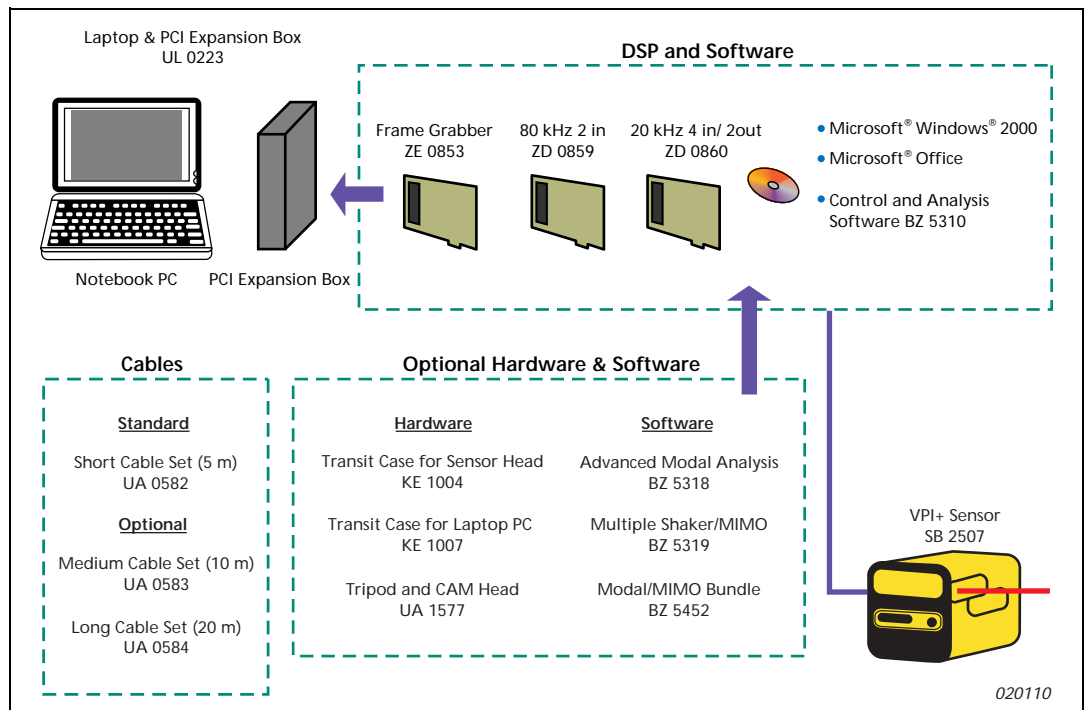 Laptop & PCI Expansion Box
UL 0223
Notebook PC
PCI Expansion Box
DSP and Software
Frame Grabber
ZE 0853
80 kHz 2 in
ZD 0859
20 kHz 4 in/ 2out
ZD 0860
• Microsoft® Windows® 2000
• Microsoft® Office
• Control and Analysis
Software BZ 5310
Cables
Standard
Short Cable Set (5 m)
UA 0582
Optional
Medium Cable Set (10 m)
UA 0583
Long Cable Set (20 m)
UA 0584
Optional Hardware & Software
Hardware
Transit Case for Sensor Head
KE 1004
Transit Case for Laptop PC
KE 1007
Tripod and CAM Head
UA 1577
Software
Advanced Modal Analysis
BZ 5318
Multiple Shaker/MIMO
BZ 5319
Modal/MIMO Bundle
BZ 5452
VPI+ Sensor
SB 2507
020110